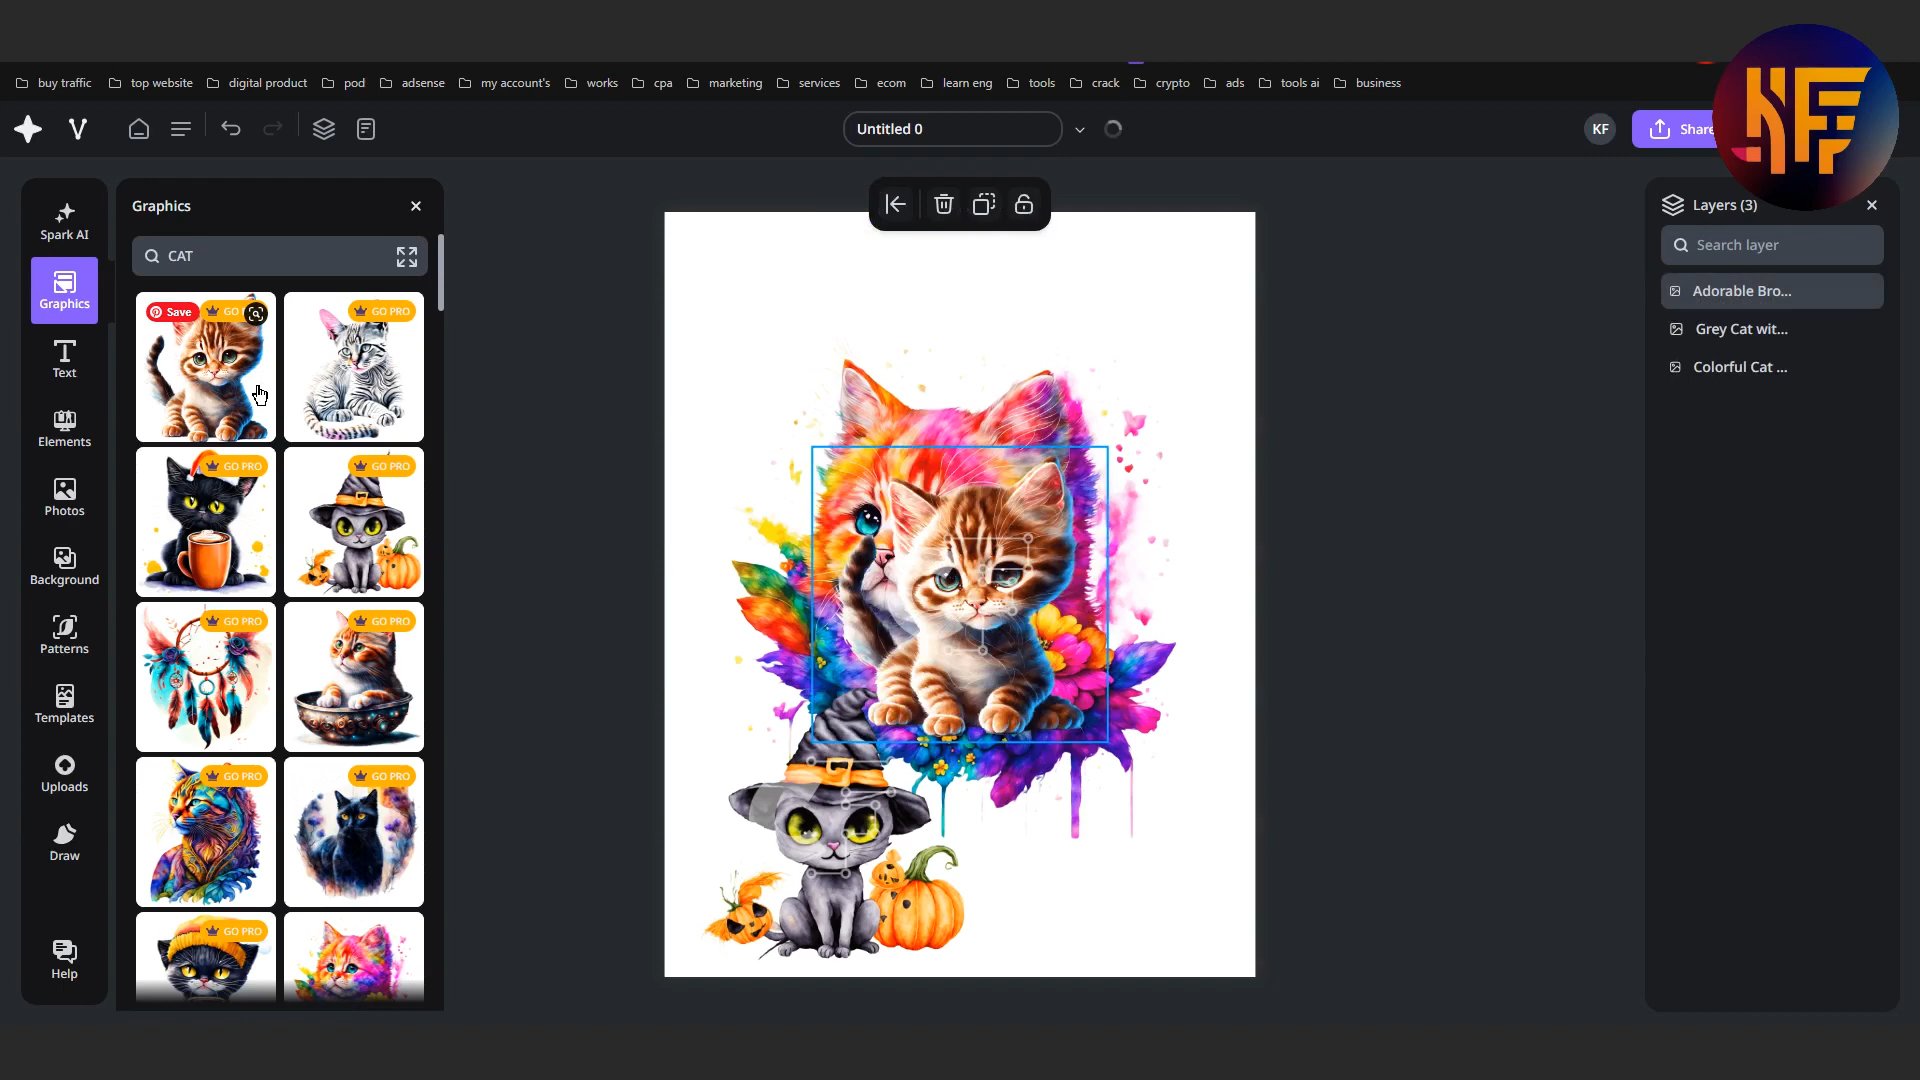 buy traffic top website digital product pod adsense my account's works cpa marketing services ecom learn eng tools crack crypto ads tools ai business
Untitled 0
KF
Share
KF
Spark AI
Graphics
Text
Elements
Photos
Background
Patterns
Templates
Uploads
Draw
Help
Graphics
CAT
Save GO GO PRO
GO PRO GO PRO
GO PRO GO PRO
GO PRO GO PRO
GO PRO
Layers (3)
Search layer
Adorable Bro...
Grey Cat wit...
Colorful Cat ...